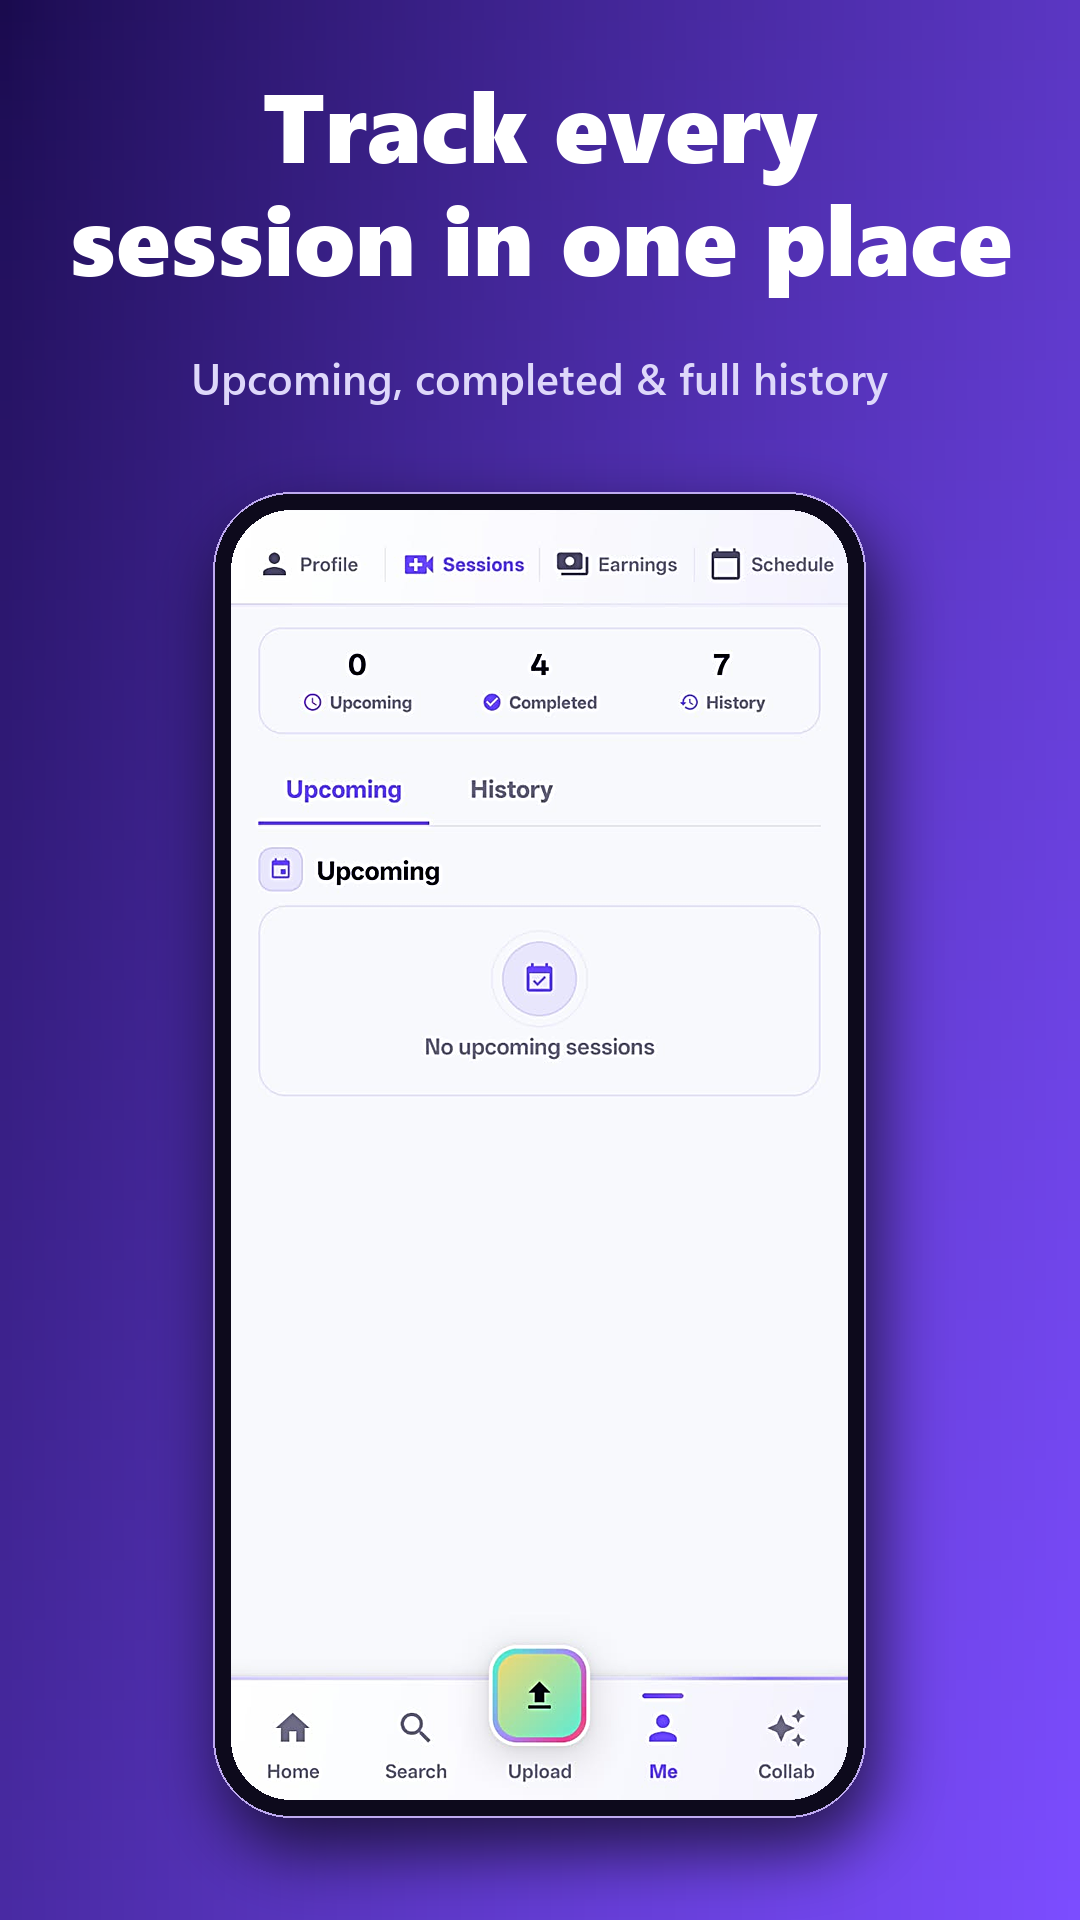 Track every
session in one place
Upcoming, completed & full history
Profile Sessions Earnings Schedule
0 4 7
Upcoming Completed History
Upcoming History
Upcoming
No upcoming sessions
Home Search Upload Me Collab